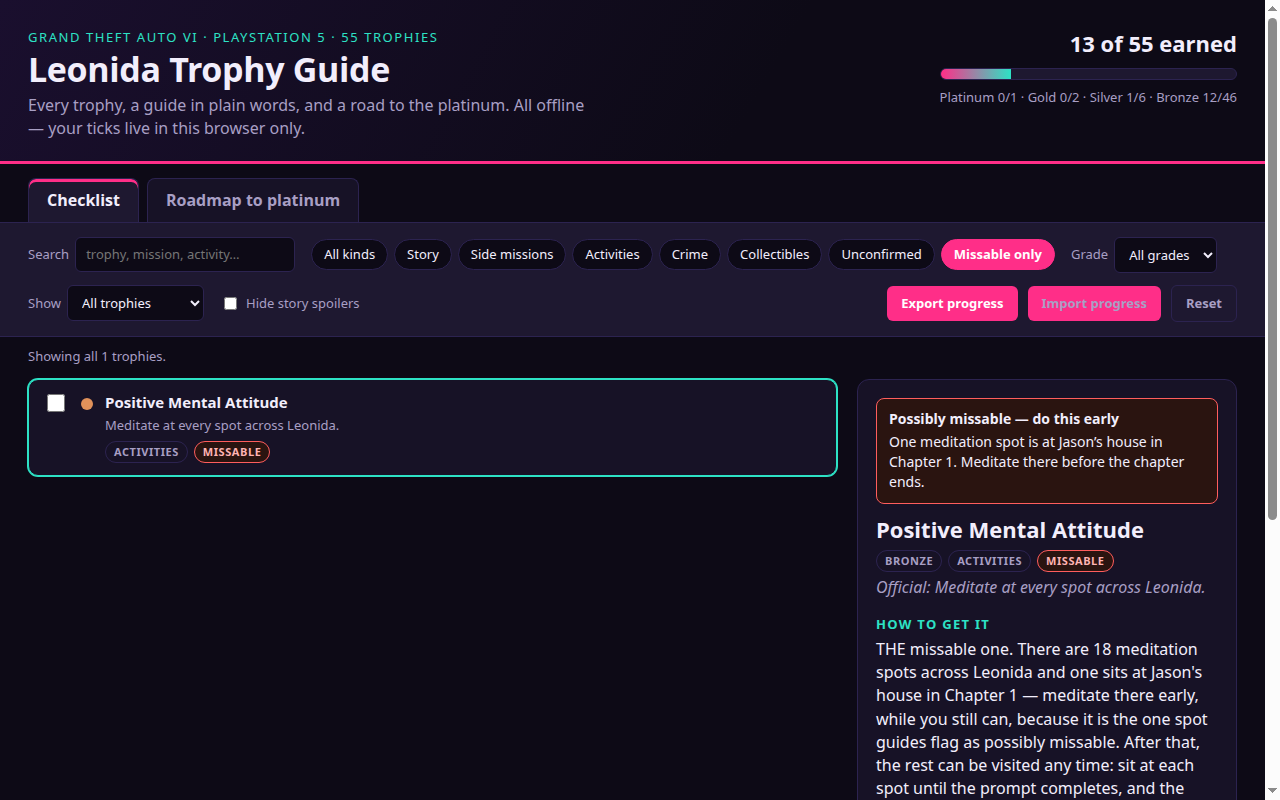 GRAND THEFT AUTO VI · PLAYSTATION 5 · 55 TROPHIES
Leonida Trophy Guide
Every trophy, a guide in plain words, and a road to the platinum. All offline
— your ticks live in this browser only.
13 of 55 earned
Platinum 0/1 · Gold 0/2 · Silver 1/6 · Bronze 12/46
Checklist
Roadmap to platinum
Search
trophy, mission, activity...
All kinds
Story
Side missions
Activities
Crime
Collectibles
Unconfirmed
Missable only
Grade
All grades
Show
All trophies
Hide story spoilers
Export progress
Import progress
Reset
Showing all 1 trophies.
Positive Mental Attitude
Meditate at every spot across Leonida.
ACTIVITIES
MISSABLE
Possibly missable — do this early
One meditation spot is at Jason’s house in
Chapter 1. Meditate there before the chapter
ends.
Positive Mental Attitude
BRONZE
ACTIVITIES
MISSABLE
Official: Meditate at every spot across Leonida.
HOW TO GET IT
THE missable one. There are 18 meditation
spots across Leonida and one sits at Jason's
house in Chapter 1 — meditate there early,
while you still can, because it is the one spot
guides flag as possibly missable. After that,
the rest can be visited any time: sit at each
spot until the prompt completes, and the